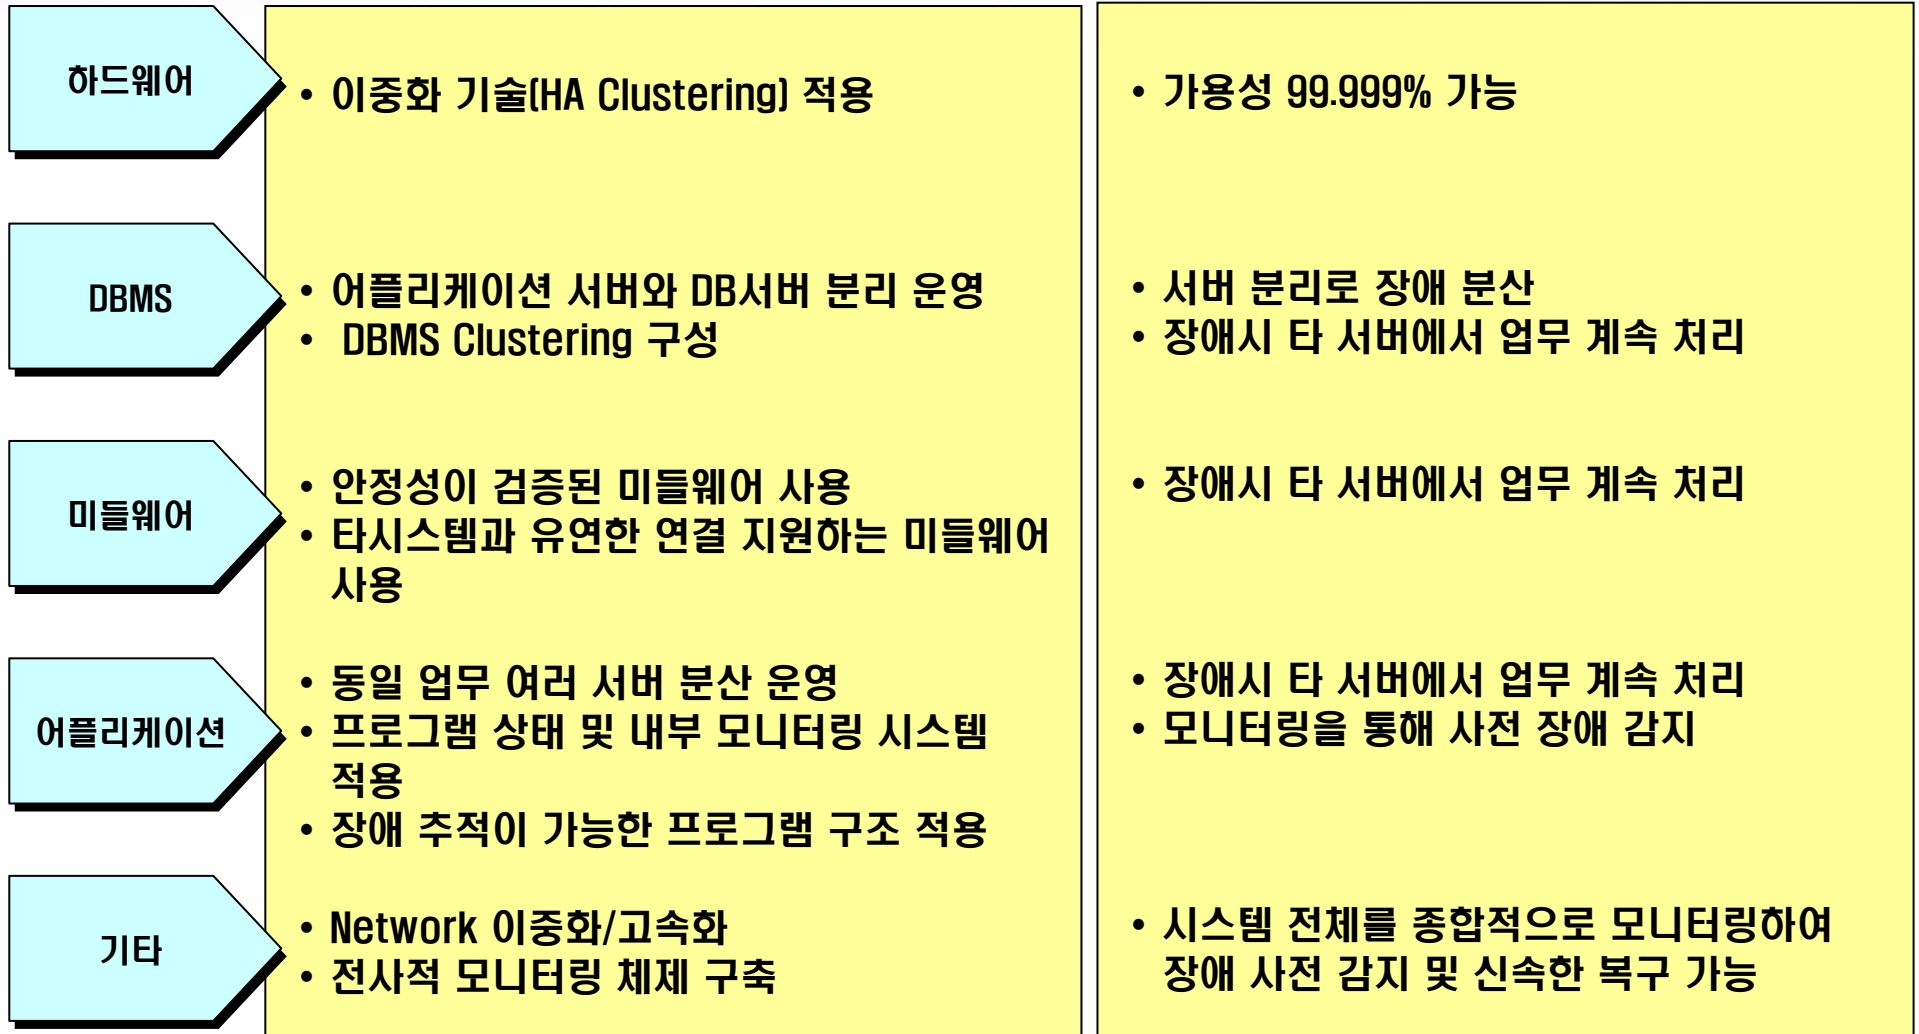 하드웨어
• 이중화 기술(HA Clustering) 적용
• 가용성 99.999% 가능
DBMS
• 어플리케이션 서버와 DB서버 분리 운영
• DBMS Clustering 구성
• 서버 분리로 장애 분산
• 장애시 타 서버에서 업무 계속 처리
미들웨어
• 안정성이 검증된 미들웨어 사용
• 타시스템과 유연한 연결 지원하는 미들웨어
사용
• 장애시 타 서버에서 업무 계속 처리
어플리케이션
• 동일 업무 여러 서버 분산 운영
• 프로그램 상태 및 내부 모니터링 시스템
적용
• 장애 추적이 가능한 프로그램 구조 적용
• 장애시 타 서버에서 업무 계속 처리
• 모니터링을 통해 사전 장애 감지
기타
• Network 이중화/고속화
• 전사적 모니터링 체제 구축
• 시스템 전체를 종합적으로 모니터링하여
장애 사전 감지 및 신속한 복구 가능